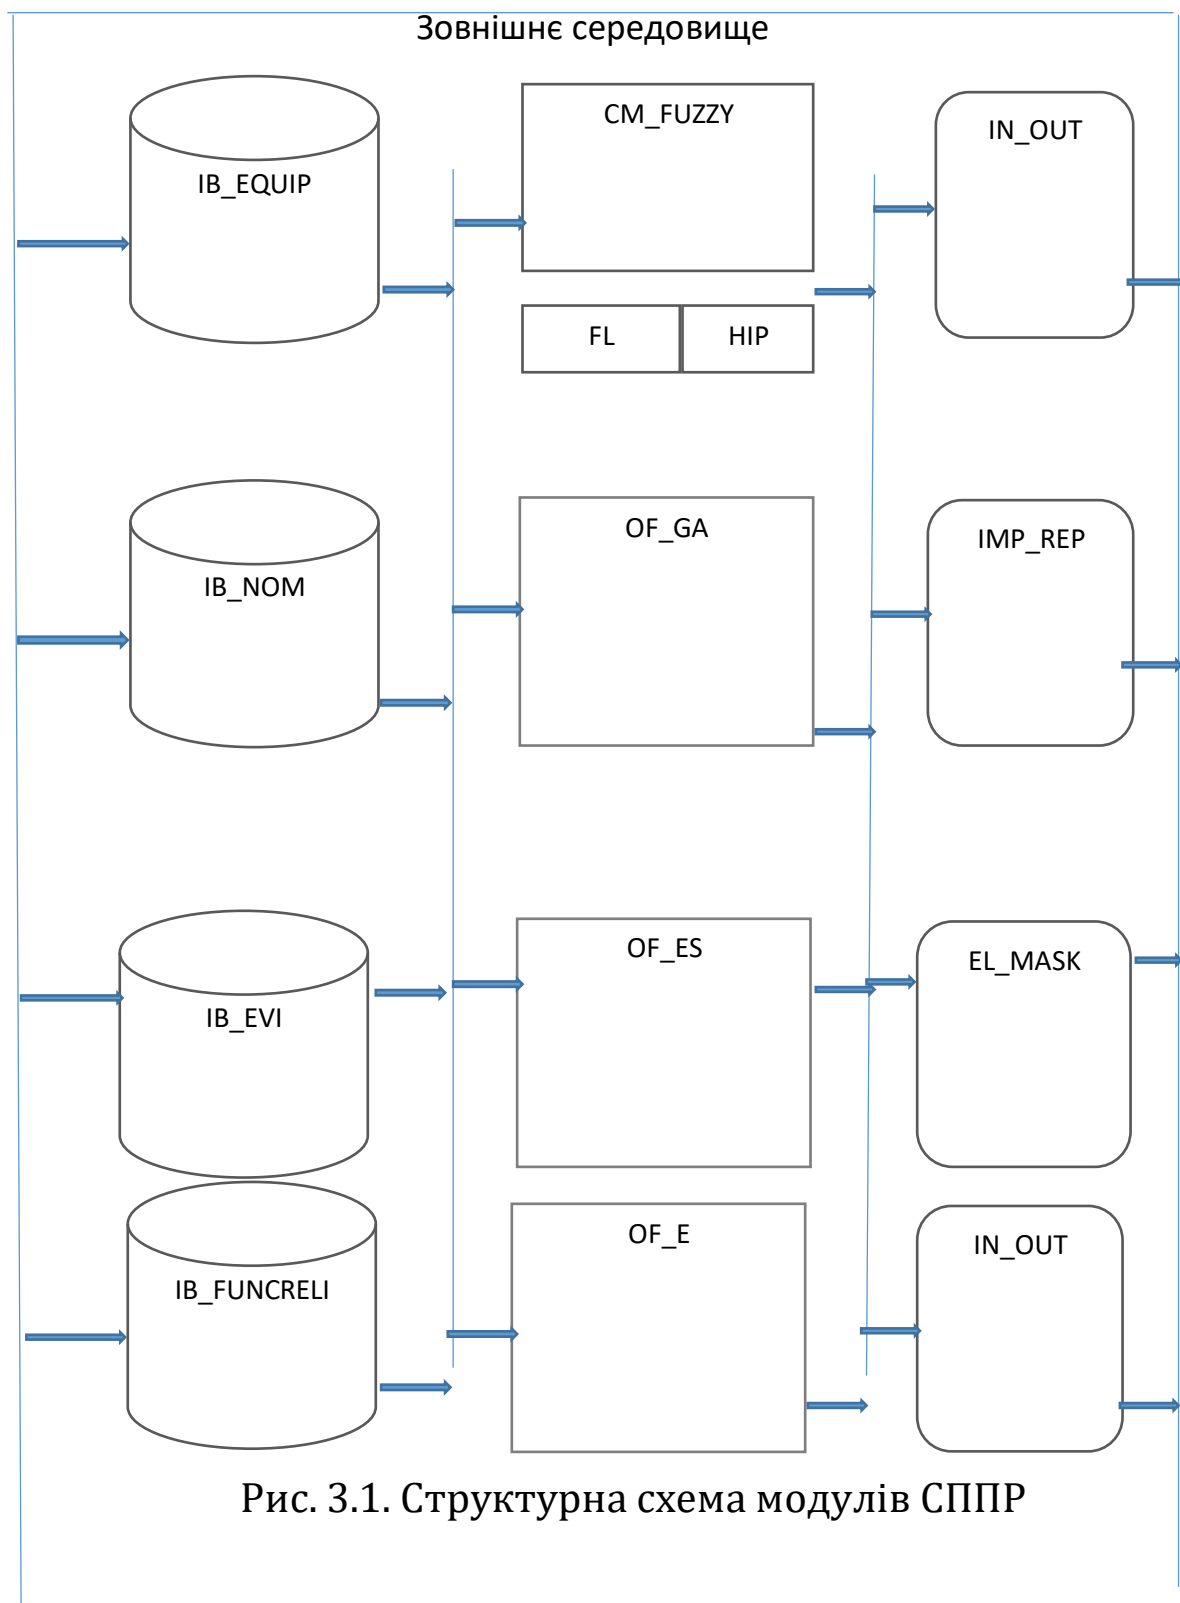 Зовнішнє середовище
IB_EQUIP
CM_FUZZY
IN_OUT
FL
HIP
IB_NOM
OF_GA
IMP_REP
IB_EVI
OF_ES
EL_MASK
IB_FUNCRELI
OF_E
IN_OUT
Рис. 3.1. Структурна схема модулів СППР